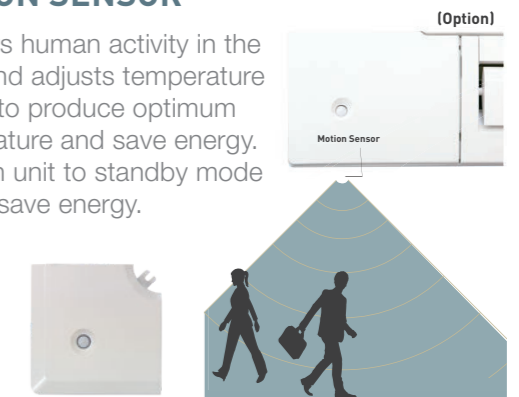 ON SENSOR
s human activity in the
nd adjusts temperature
to produce optimum
ature and save energy.
n unit to standby mode
save energy.
(Option)
Motion Sensor